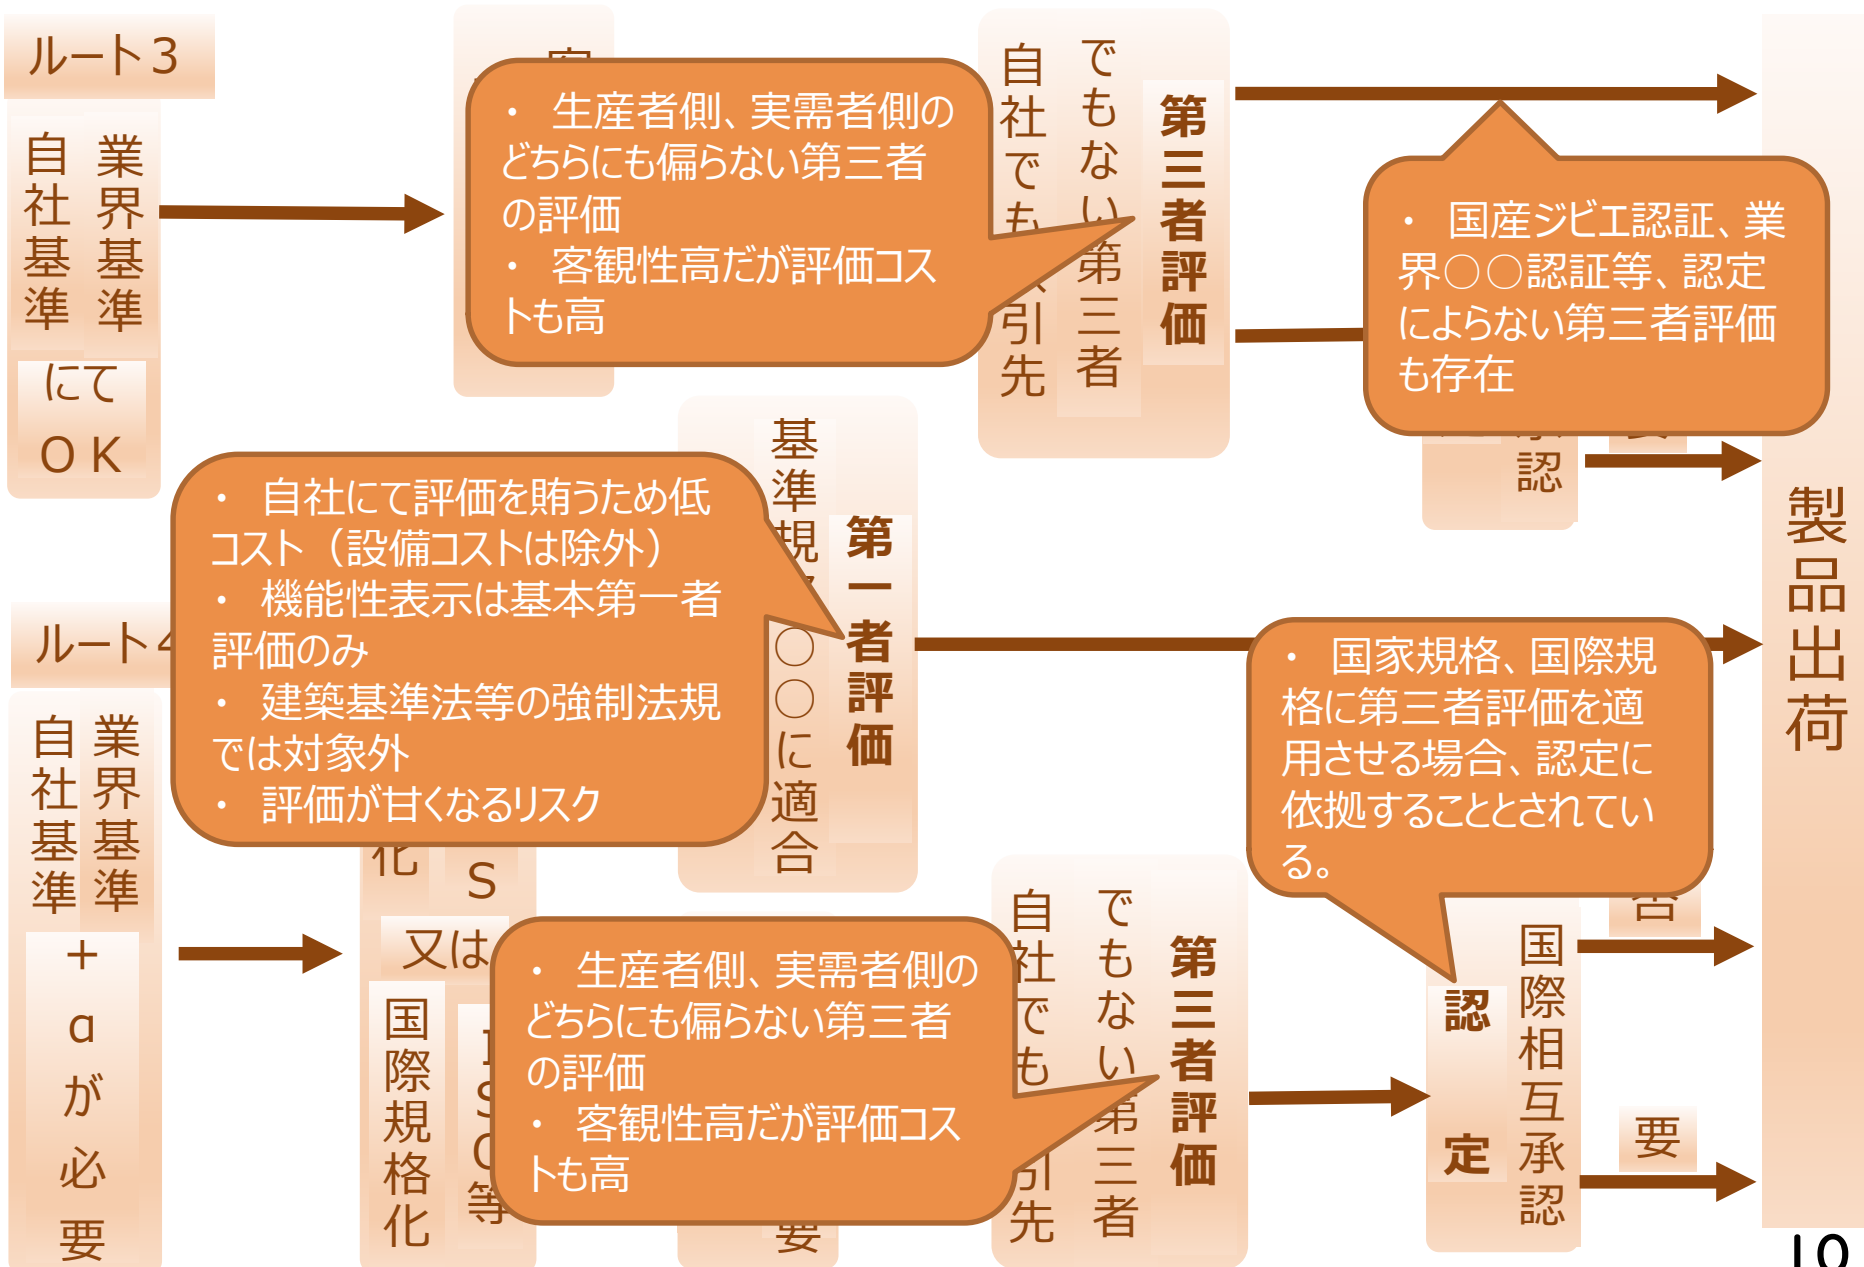 ルート３
自社基準
業界基準
にて
ＯＫ
・　生産者側、実需者側の
どちらにも偏らない第三者
の評価
・　客観性高だが評価コス
トも高
自社でも
引先
でもない第三者
第三者評価
・　国産ジビエ認証、業
界○○認証等、認定
によらない第三者評価
も存在
認
製品出荷
・　自社にて評価を賄うため低
コスト（設備コストは除外）
・　機能性表示は基本第一者
評価のみ
・　建築基準法等の強制法規
では対象外
・　評価が甘くなるリスク
基準規
○○に適合
第一者評価
ルート４
自社基準
業界基準
＋αが必要
化
Ｓ
又は
国際規格化
等
・　生産者側、実需者側の
どちらにも偏らない第三者
の評価
・　客観性高だが評価コス
トも高
要
自社でも
引先
でもない第三者
第三者評価
・　国家規格、国際規
格に第三者評価を適
用させる場合、認定に
依拠することとされてい
る。
否
認定
国際相互承認
要